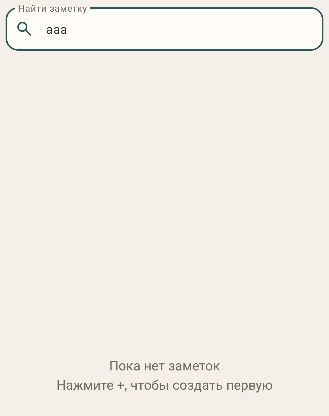 Найти заметку
aaa
Пока нет заметок
Нажмите +, чтобы создать первую